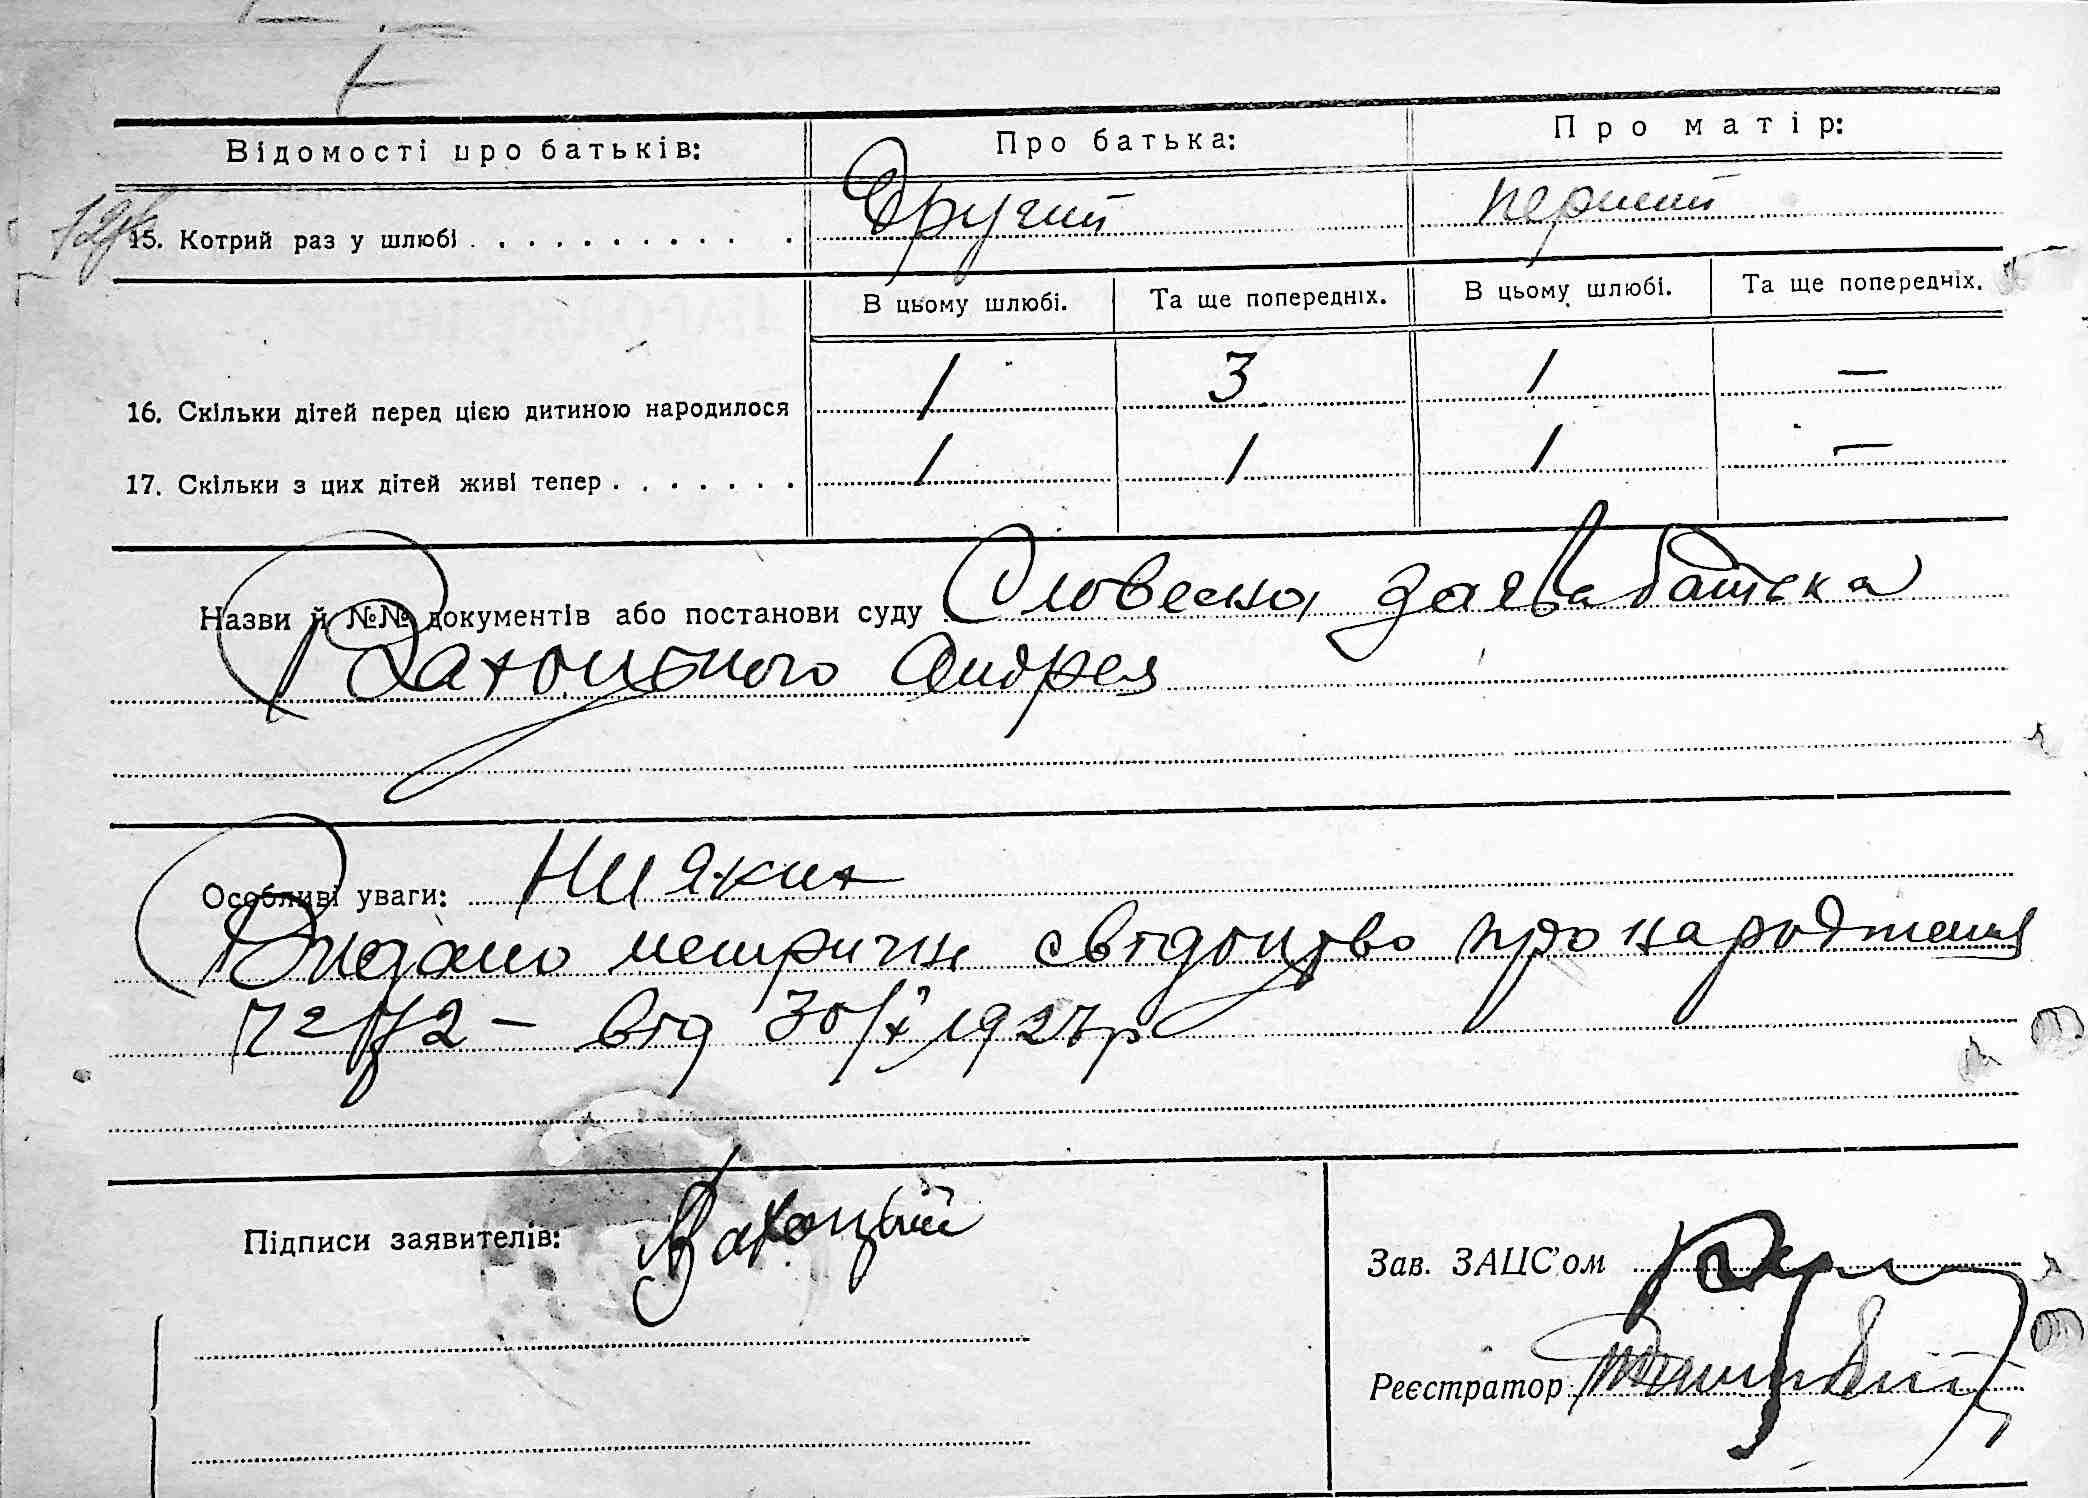 Відомості про батьків: Про батька: Про матір:
15. Котрий раз у шлюбі Другий перший
В цьому шлюбі. Та ще попередніх. В цьому шлюбі. Та ще попередніх.
16. Скільки дітей перед цією дитиною народилося 1 3 1 —
17. Скільки з цих дітей живі тепер 1 1 1 —
Назви й №№ документів або постанови суду Словесна заява батька
Андрея
Особливі уваги: Нияких
Видано метричне свідоцтво про народження
від 30/X 1927 р.
Підписи заявителів:
Зав. ЗАЦС'ом
Реєстратор